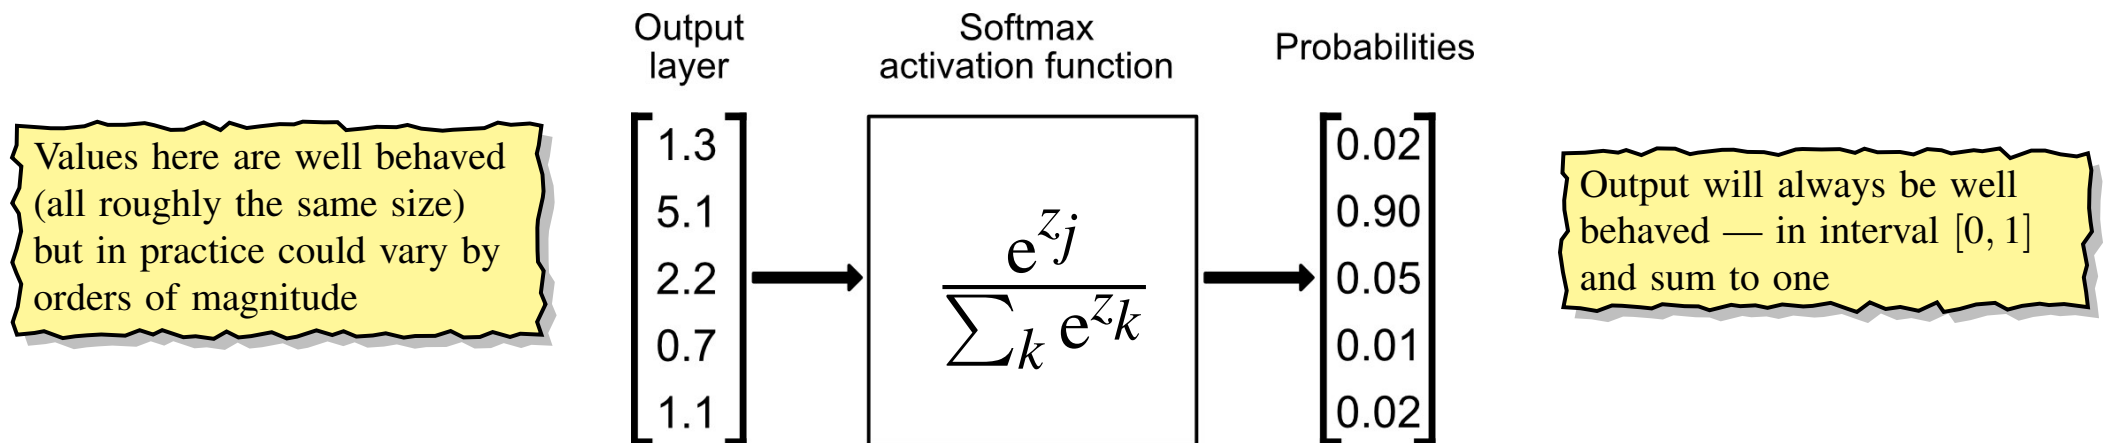 Output
layer
Softmax
activation function
Probabilities
Values here are well behaved
(all roughly the same size)
but in practice could vary by
orders of magnitude
1.3
5.1
2.2
0.7
1.1
e^{z_j}
∑_k e^{z_k}
0.02
0.90
0.05
0.01
0.02
Output will always be well
behaved — in interval [0, 1]
and sum to one